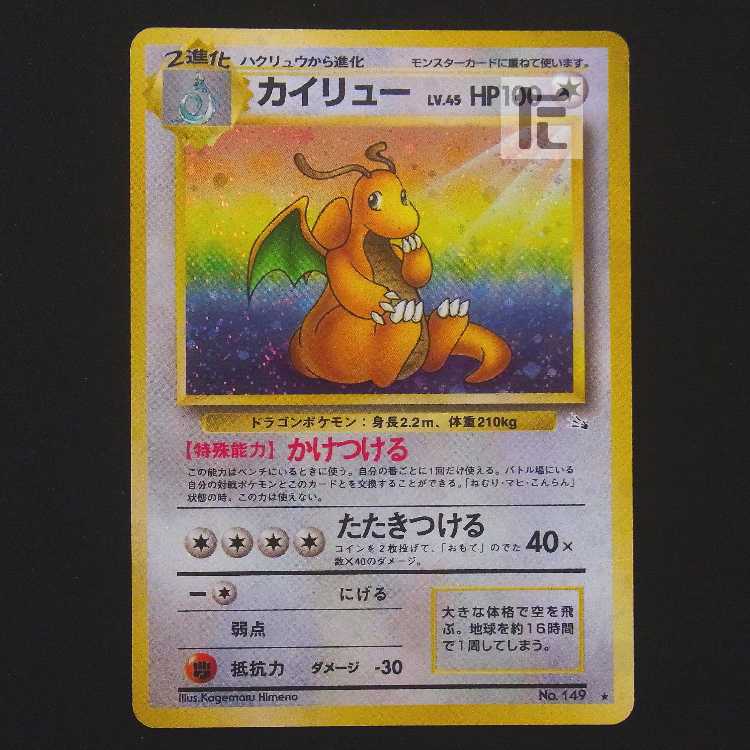 2進化 ハクリュウから進化 モンスターカードに重ねて使います。
カイリュー LV.45 HP100
ドラゴンポケモン：身長2.2m、体重210kg
【特殊能力】かけつける
この能力はベンチにいるときに使う。自分の番ごとに1回だけ使える。バトル場にいる
自分の対戦ポケモンとこのカードとを交換することができる。「ねむり・マヒ・こんらん」
状態の時、この力は使えない。
たたきつける 40×
コインを2枚投げて、「おもて」のでた
数×40のダメージ。
にげる
弱点
抵抗力 ダメージ -30
大きな体格で空を飛
ぶ。地球を約16時間
で1周してしまう。
Illus.Kagemaru Himeno No. 149 ★